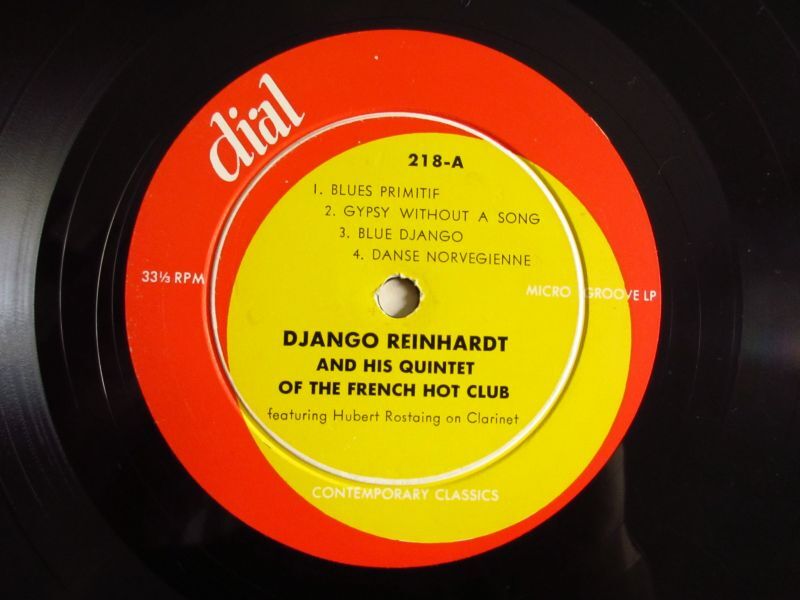 dial
218-A
1. BLUES PRIMITIF
2. GYPSY WITHOUT A SONG
3. BLUE DJANGO
4. DANSE NORVEGIENNE
33⅓ RPM
MICRO GROOVE LP
DJANGO REINHARDT
AND HIS QUINTET
OF THE FRENCH HOT CLUB
featuring Hubert Rostaing on Clarinet
CONTEMPORARY CLASSICS